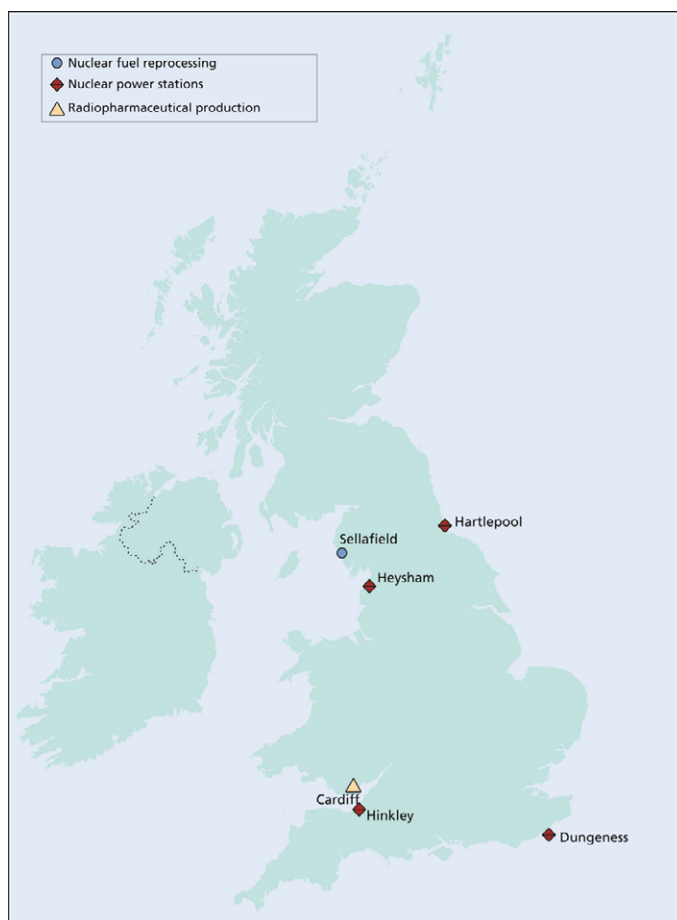 Nuclear fuel reprocessing
Nuclear power stations
Radiopharmaceutical production
Hartlepool
Sellafield
Heysham
Cardiff
Hinkley
Dungeness